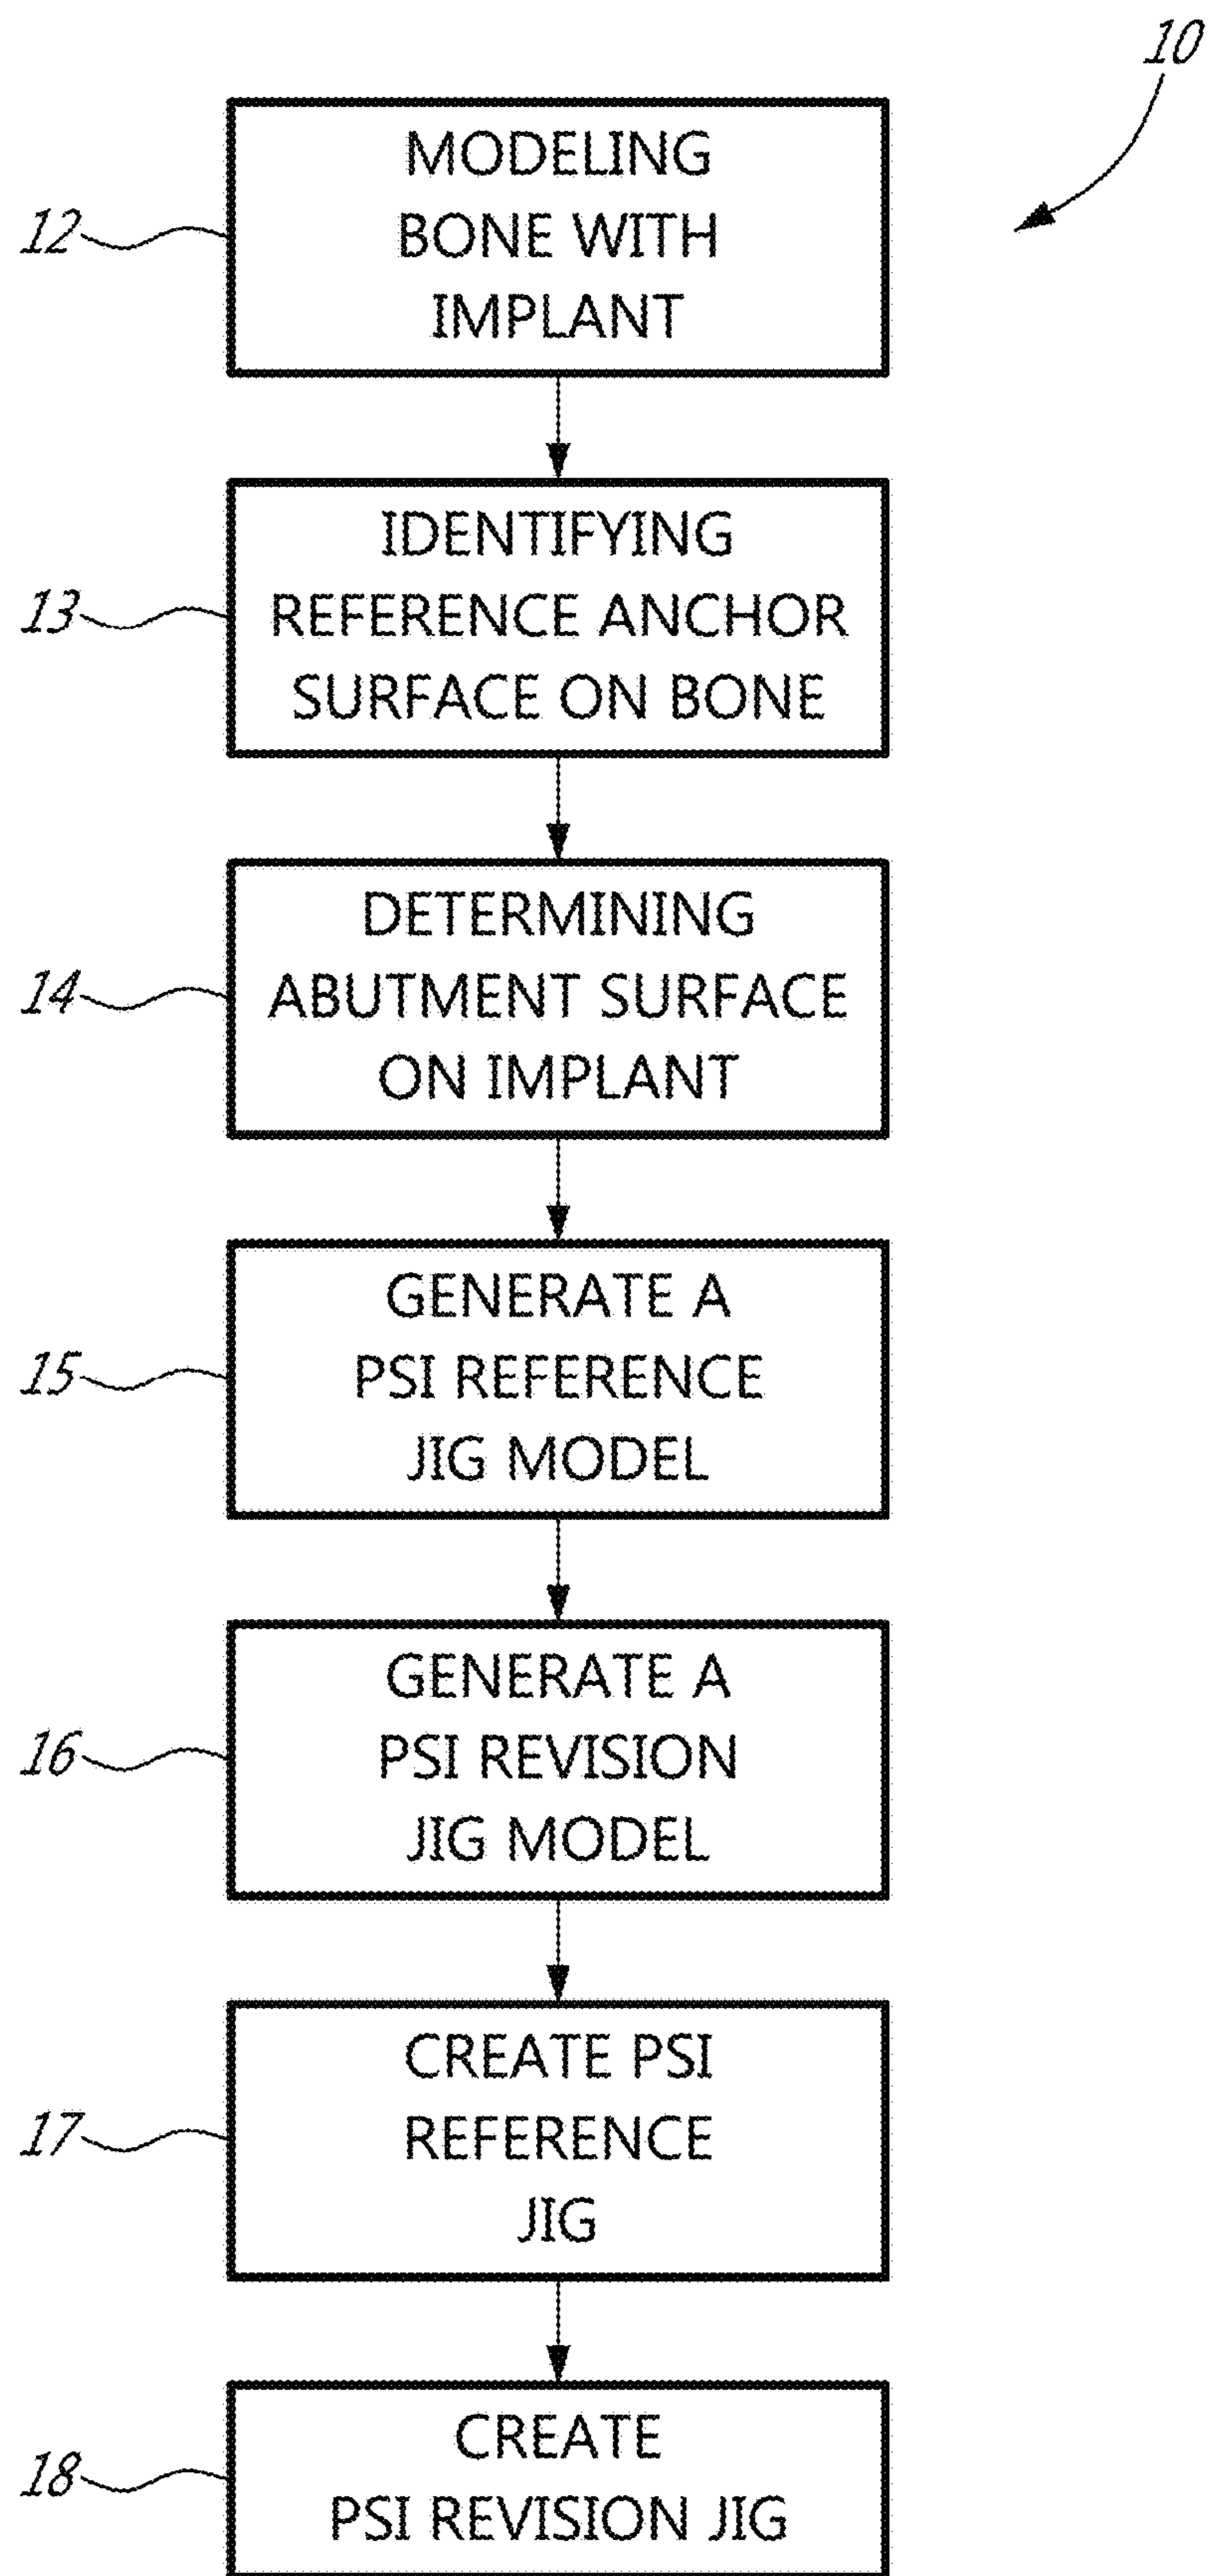 10
12
MODELING
BONE WITH
IMPLANT
13
IDENTIFYING
REFERENCE ANCHOR
SURFACE ON BONE
14
DETERMINING
ABUTMENT SURFACE
ON IMPLANT
15
GENERATE A
PSI REFERENCE
JIG MODEL
16
GENERATE A
PSI REVISION
JIG MODEL
17
CREATE PSI
REFERENCE
JIG
18
CREATE
PSI REVISION JIG